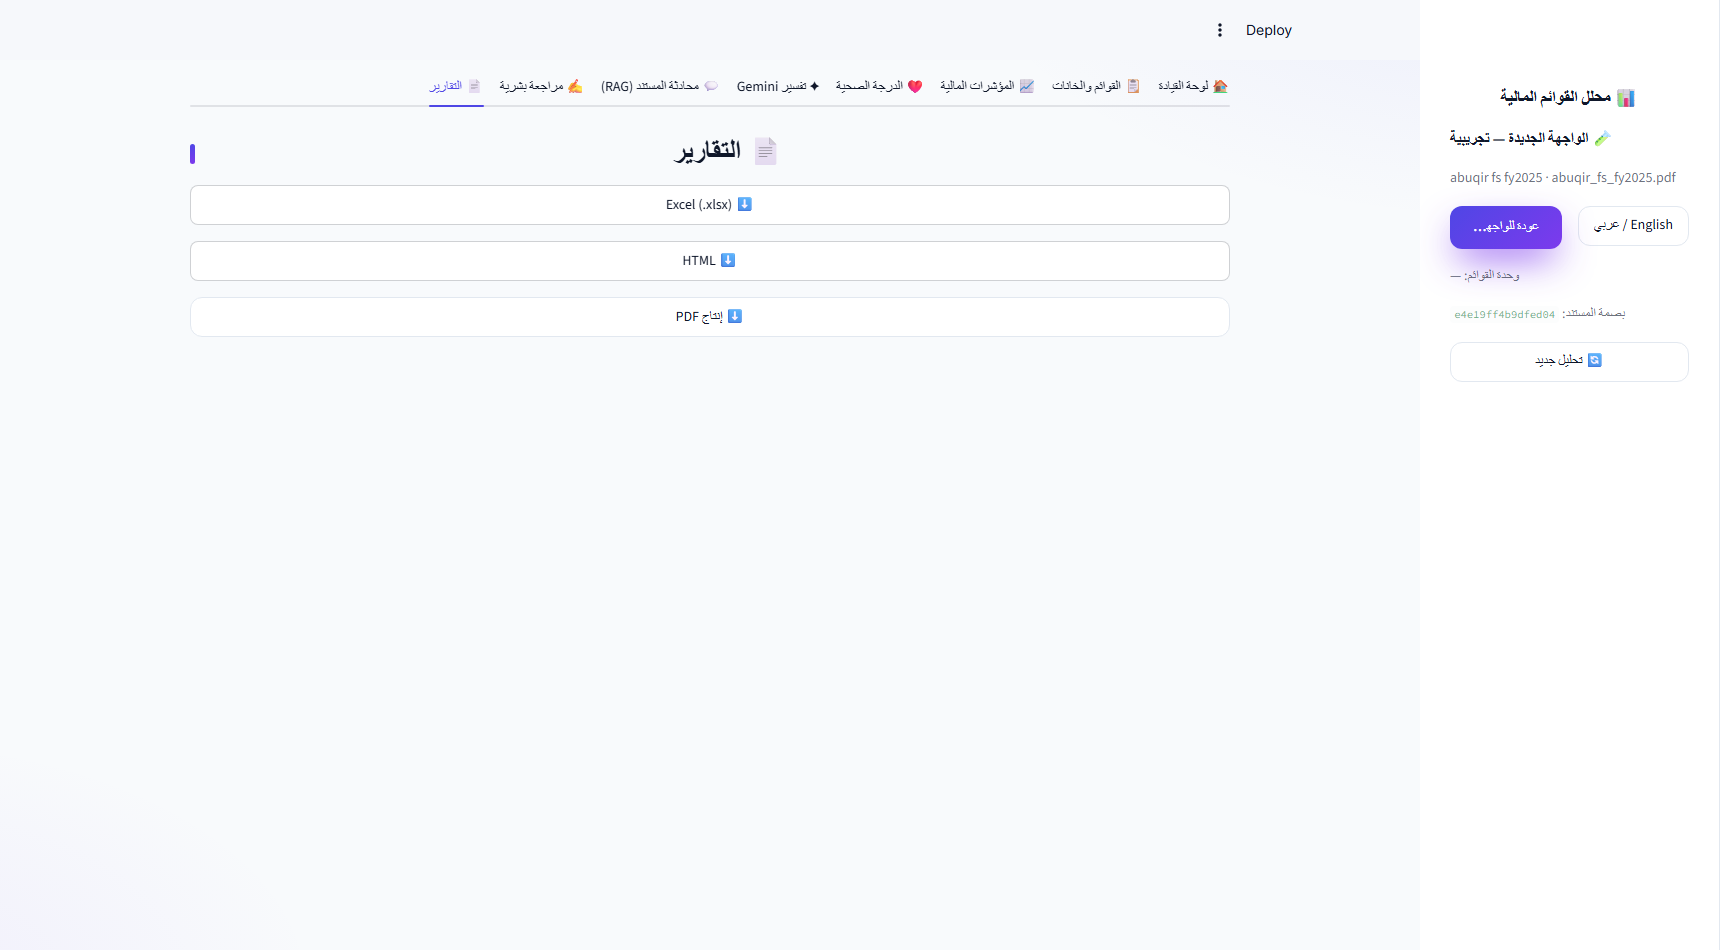 Deploy
🏠 لوحة القيادة
📋 القوائم والخانات
📈 المؤشرات المالية
❤️ الدرجة الصحية
✦ تفسير Gemini
💬 محادثة المستند (RAG)
✍️ مراجعة بشرية
📄 التقارير
📄 التقارير
⬇️ Excel (.xlsx)
⬇️ HTML
⬇️ إنتاج PDF
📊 محلل القوائم المالية
🧪 الواجهة الجديدة — تجريبية
abuqir fs fy2025 · abuqir_fs_fy2025.pdf
عربي / English
عودة للواجه...
وحدة القوائم: —
بصمة المستند: e4e19ff4b9dfed04
🔄 تحليل جديد